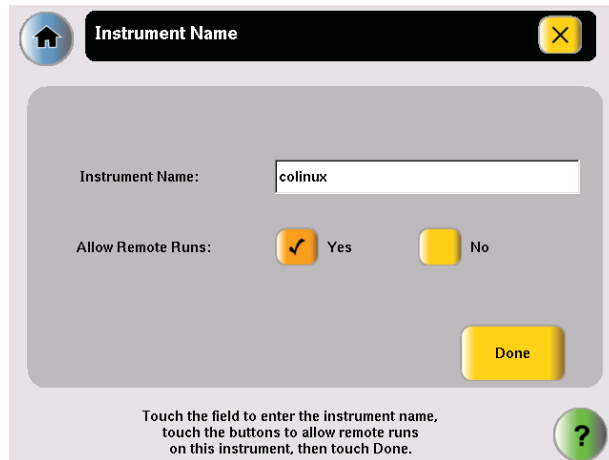 Instrument Name
Instrument Name:
colinux
Allow Remote Runs:
Yes
No
Done
Touch the field to enter the instrument name,
touch the buttons to allow remote runs
on this instrument, then touch Done.
?